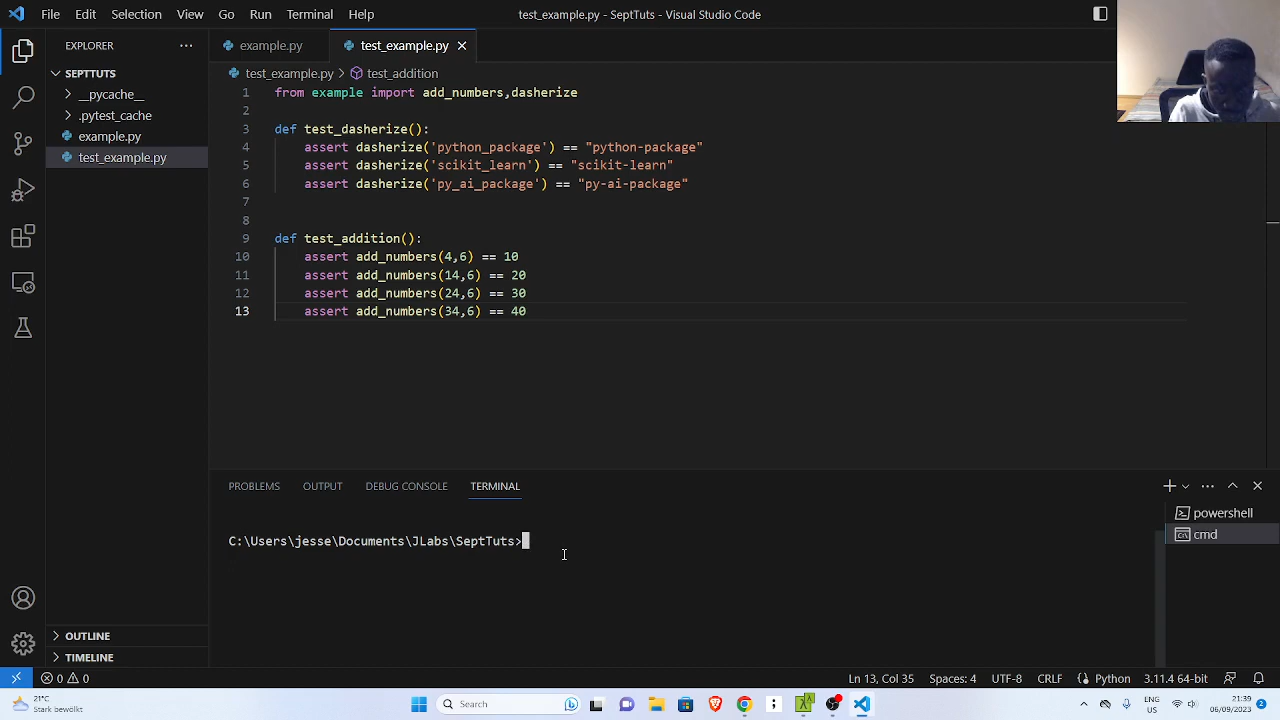 File Edit Selection View Go Run Terminal Help
test_example.py - SeptTuts - Visual Studio Code
EXPLORER
SEPTTUTS
__pycache__
.pytest_cache
example.py
test_example.py
OUTLINE
TIMELINE
example.py
test_example.py
test_example.py > test_addition
1 from example import add_numbers,dasherize
2
3 def test_dasherize():
4 assert dasherize('python_package') == "python-package"
5 assert dasherize('scikit_learn') == "scikit-learn"
6 assert dasherize('py_ai_package') == "py-ai-package"
7
8
9 def test_addition():
10 assert add_numbers(4,6) == 10
11 assert add_numbers(14,6) == 20
12 assert add_numbers(24,6) == 30
13 assert add_numbers(34,6) == 40
PROBLEMS OUTPUT DEBUG CONSOLE TERMINAL
C:\Users\jesse\Documents\JLabs\SeptTuts>
powershell
cmd
0 0
Ln 13, Col 35 Spaces: 4 UTF-8 CRLF Python 3.11.4 64-bit
21°C
Stark bewölkt
Search
ENG
US
21:39
06/09/2023